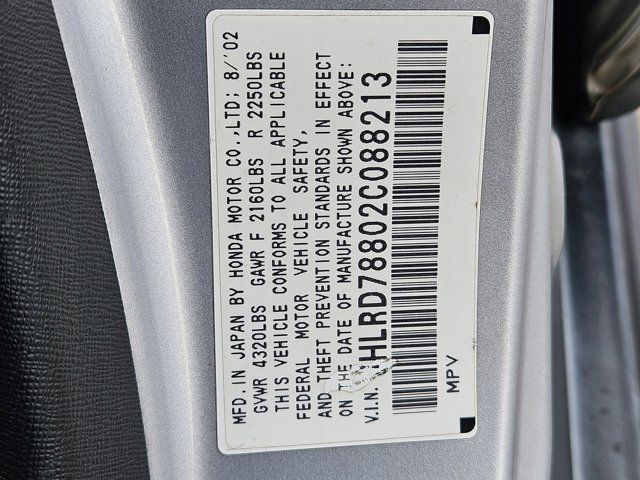 MFD.IN JAPAN BY HONDA MOTOR CO.,LTD; 8/'02
GVWR 4320LBS GAWR F 2160LBS R 2250LBS
THIS VEHICLE CONFORMS TO ALL APPLICABLE
FEDERAL MOTOR VEHICLE SAFETY,
AND THEFT PREVENTION STANDARDS IN EFFECT
ON THE DATE OF MANUFACTURE SHOWN ABOVE:
V.I.N. HLRD78802C088213
MPV